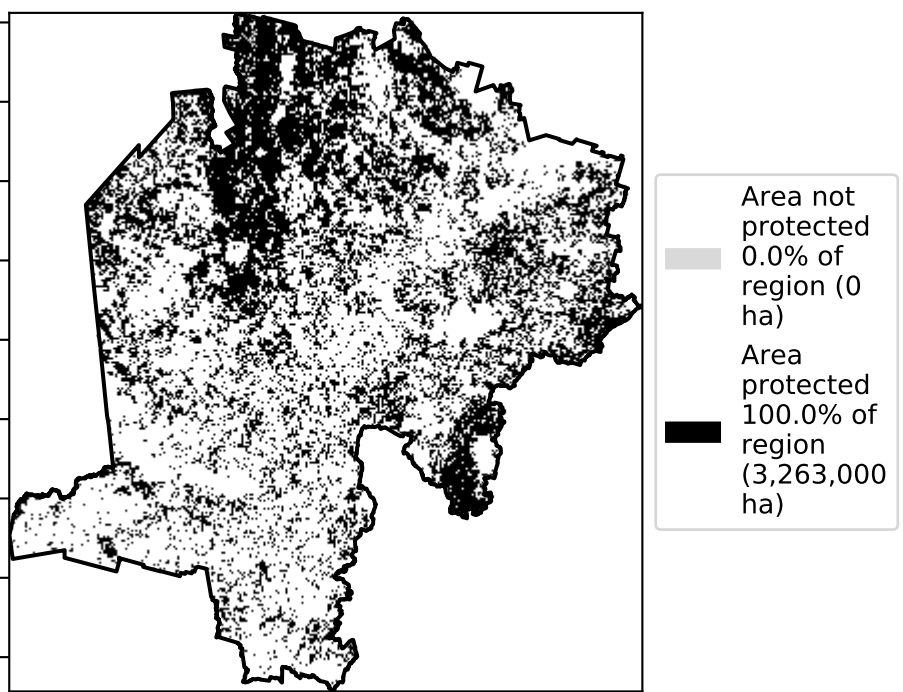 Area not
protected
0.0% of
region (0
ha)
Area
protected
100.0% of
region
(3,263,000
ha)